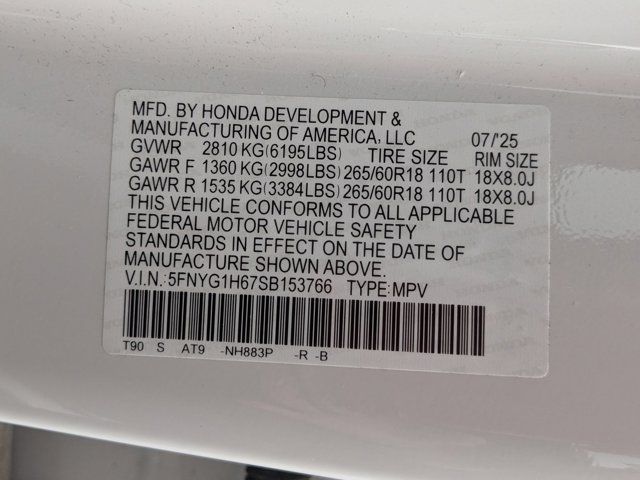 MFD. BY HONDA DEVELOPMENT &
MANUFACTURING OF AMERICA, LLC 07/'25
GVWR 2810 KG(6195LBS) TIRE SIZE RIM SIZE
GAWR F 1360 KG(2998LBS) 265/60R18 110T 18X8.0J
GAWR R 1535 KG(3384LBS) 265/60R18 110T 18X8.0J
THIS VEHICLE CONFORMS TO ALL APPLICABLE
FEDERAL MOTOR VEHICLE SAFETY
STANDARDS IN EFFECT ON THE DATE OF
MANUFACTURE SHOWN ABOVE.
V.I.N.:5FNYG1H67SB153766 TYPE:MPV
T90 S AT9 -NH883P -R -B